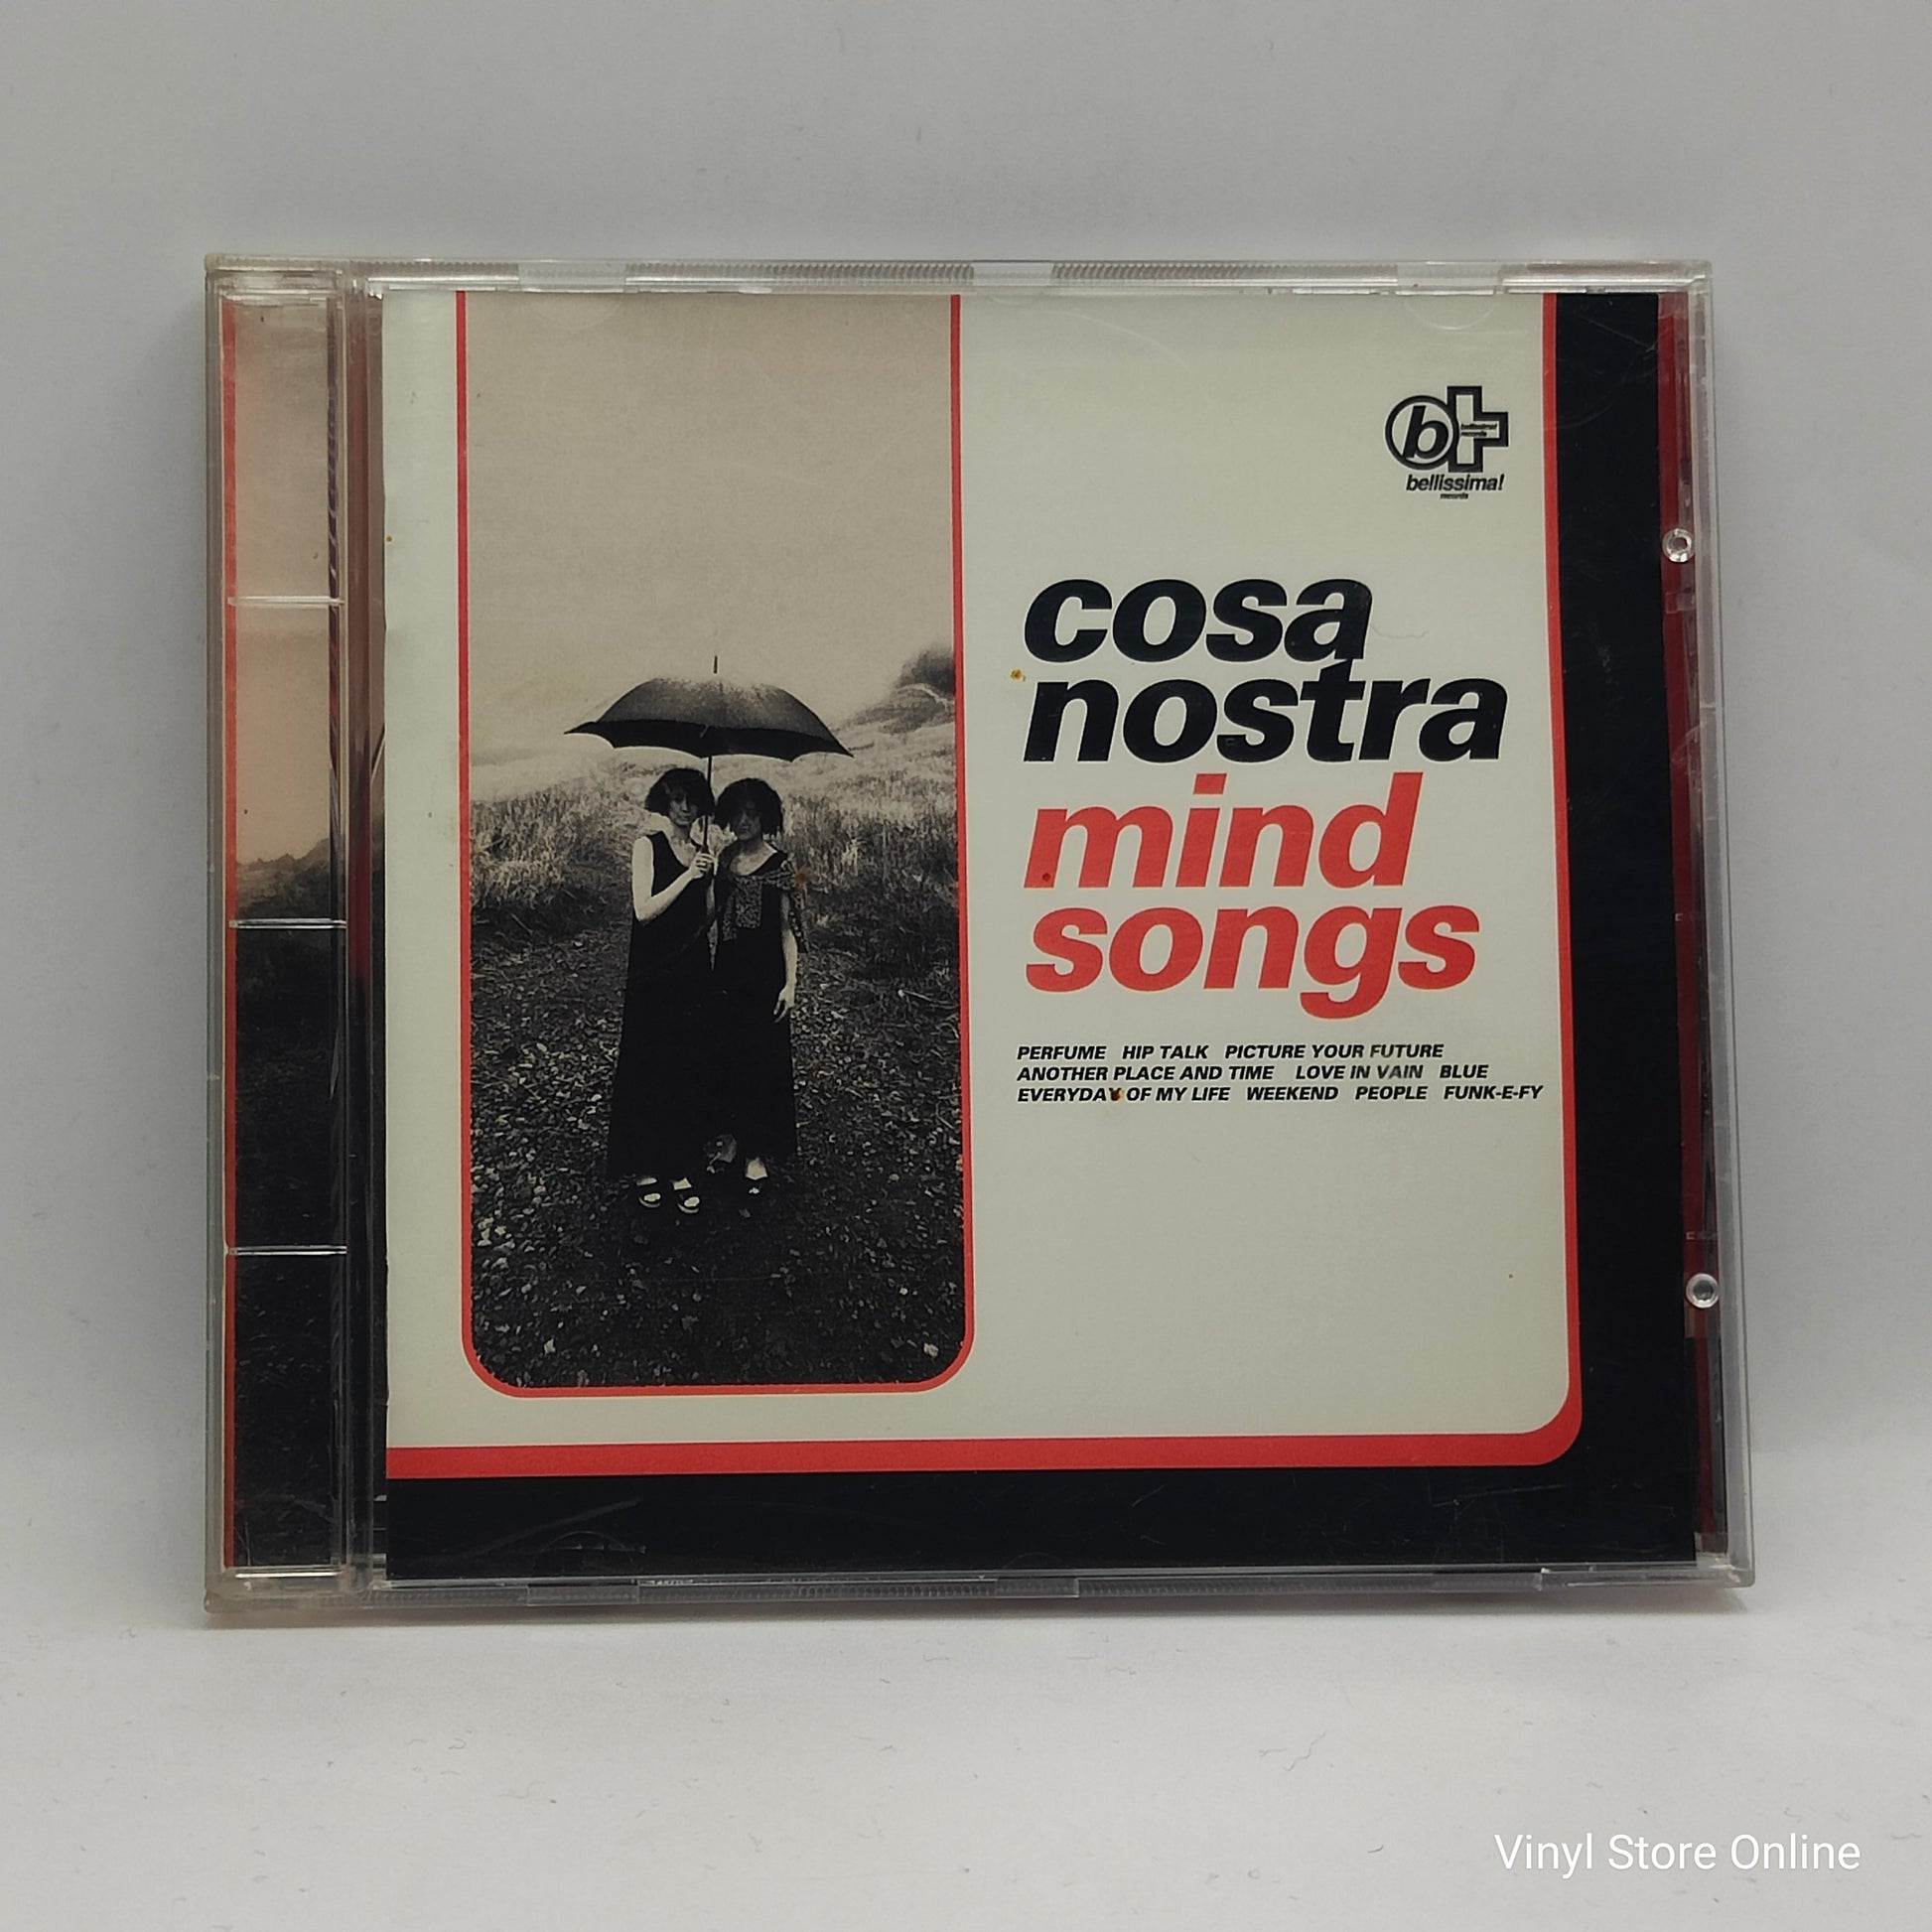 b
bellissima!
records
cosa
nostra
mind
songs
PERFUME HIP TALK PICTURE YOUR FUTURE
ANOTHER PLACE AND TIME LOVE IN VAIN BLUE
EVERYDAY OF MY LIFE WEEKEND PEOPLE FUNK-E-FY
Vinyl Store Online